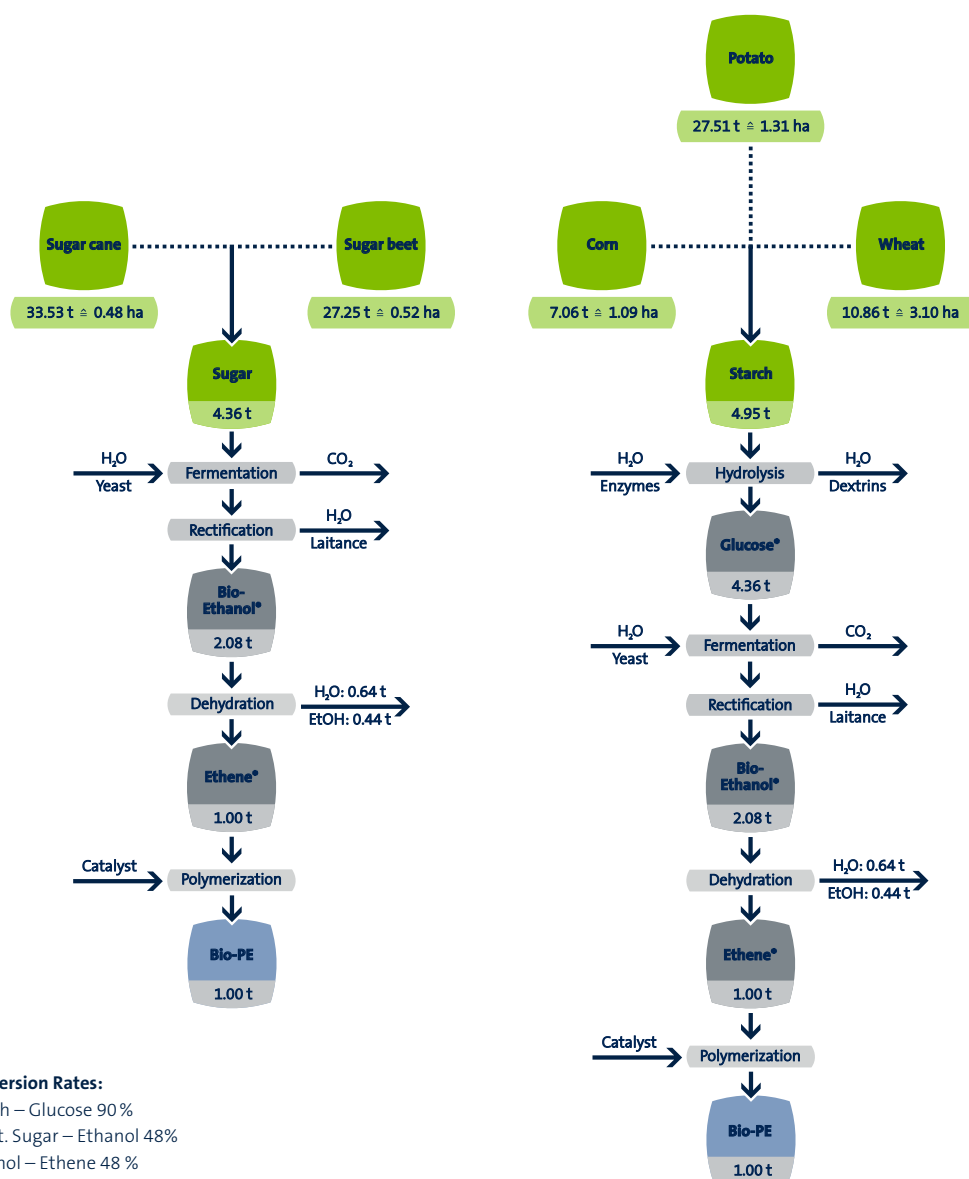 Potato
27.51 t ≙ 1.31 ha
Sugar cane
33.53 t ≙ 0.48 ha
Sugar beet
27.25 t ≙ 0.52 ha
Corn
7.06 t ≙ 1.09 ha
Wheat
10.86 t ≙ 3.10 ha
Sugar
4.36 t
H₂O
Yeast
Fermentation
CO₂
Rectification
H₂O
Laitance
Bio-
Ethanol*
2.08 t
Dehydration
H₂O: 0.64 t
EtOH: 0.44 t
Ethene*
1.00 t
Catalyst
Polymerization
Bio-PE
1.00 t
Starch
4.95 t
H₂O
Enzymes
Hydrolysis
H₂O
Dextrins
Glucose*
4.36 t
H₂O
Yeast
Fermentation
CO₂
Rectification
H₂O
Laitance
Bio-
Ethanol*
2.08 t
Dehydration
H₂O: 0.64 t
EtOH: 0.44 t
Ethene*
1.00 t
Catalyst
Polymerization
Bio-PE
1.00 t
ersion Rates:
h – Glucose 90 %
t. Sugar – Ethanol 48%
nol – Ethene 48 %